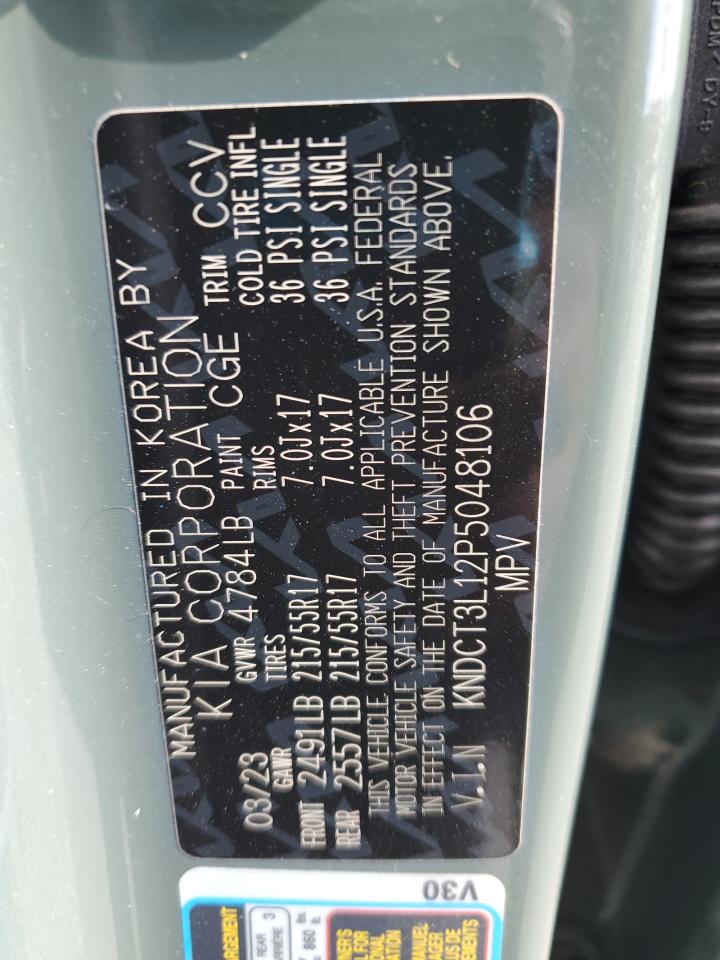 MANUFACTURED IN KOREA BY
KIA CORPORATION
03/23 GVWR 4784LB PAINT CGE TRIM CCV
GAWR TIRES RIMS COLD TIRE INFL
FRONT 2491LB 215/55R17 7.0Jx17 36 PSI SINGLE
REAR 2557LB 215/55R17 7.0Jx17 36 PSI SINGLE
THIS VEHICLE CONFORMS TO ALL APPLICABLE U.S.A. FEDERAL
MOTOR VEHICLE SAFETY AND THEFT PREVENTION STANDARDS
IN EFFECT ON THE DATE OF MANUFACTURE SHOWN ABOVE.
V.I.N KNDCT3L12P5048106
MPV
V30
REAR 3
860